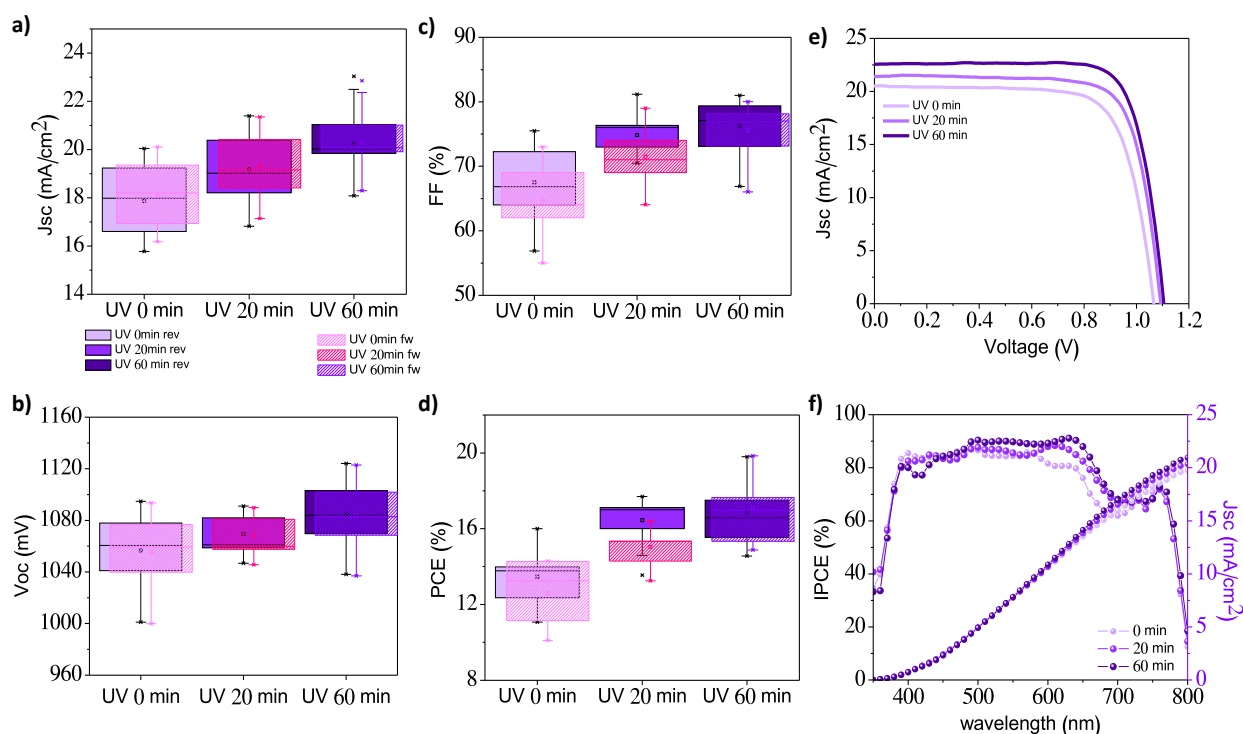 a)
Jsc (mA/cm²)
24
22
20
18
16
14
UV 0 min
UV 20 min
UV 60 min
UV 0min rev
UV 20min rev
UV 60 min rev
UV 0min fw
UV 20min fw
UV 60min fw
c)
FF (%)
90
80
70
60
50
UV 0 min
UV 20 min
UV 60 min
e)
Jsc (mA/cm²)
25
20
15
10
5
0
UV 0 min
UV 20 min
UV 60 min
0.0
0.2
0.4
0.6
0.8
1.0
1.2
Voltage (V)
b)
Voc (mV)
1160
1120
1080
1040
1000
960
UV 0 min
UV 20 min
UV 60 min
d)
PCE (%)
20
16
12
8
UV 0 min
UV 20 min
UV 60 min
f)
IPCE (%)
100
80
60
40
20
0
0 min
20 min
60 min
25
20
15
10
5
0
Jsc (mA/cm²)
400
500
600
700
800
wavelength (nm)